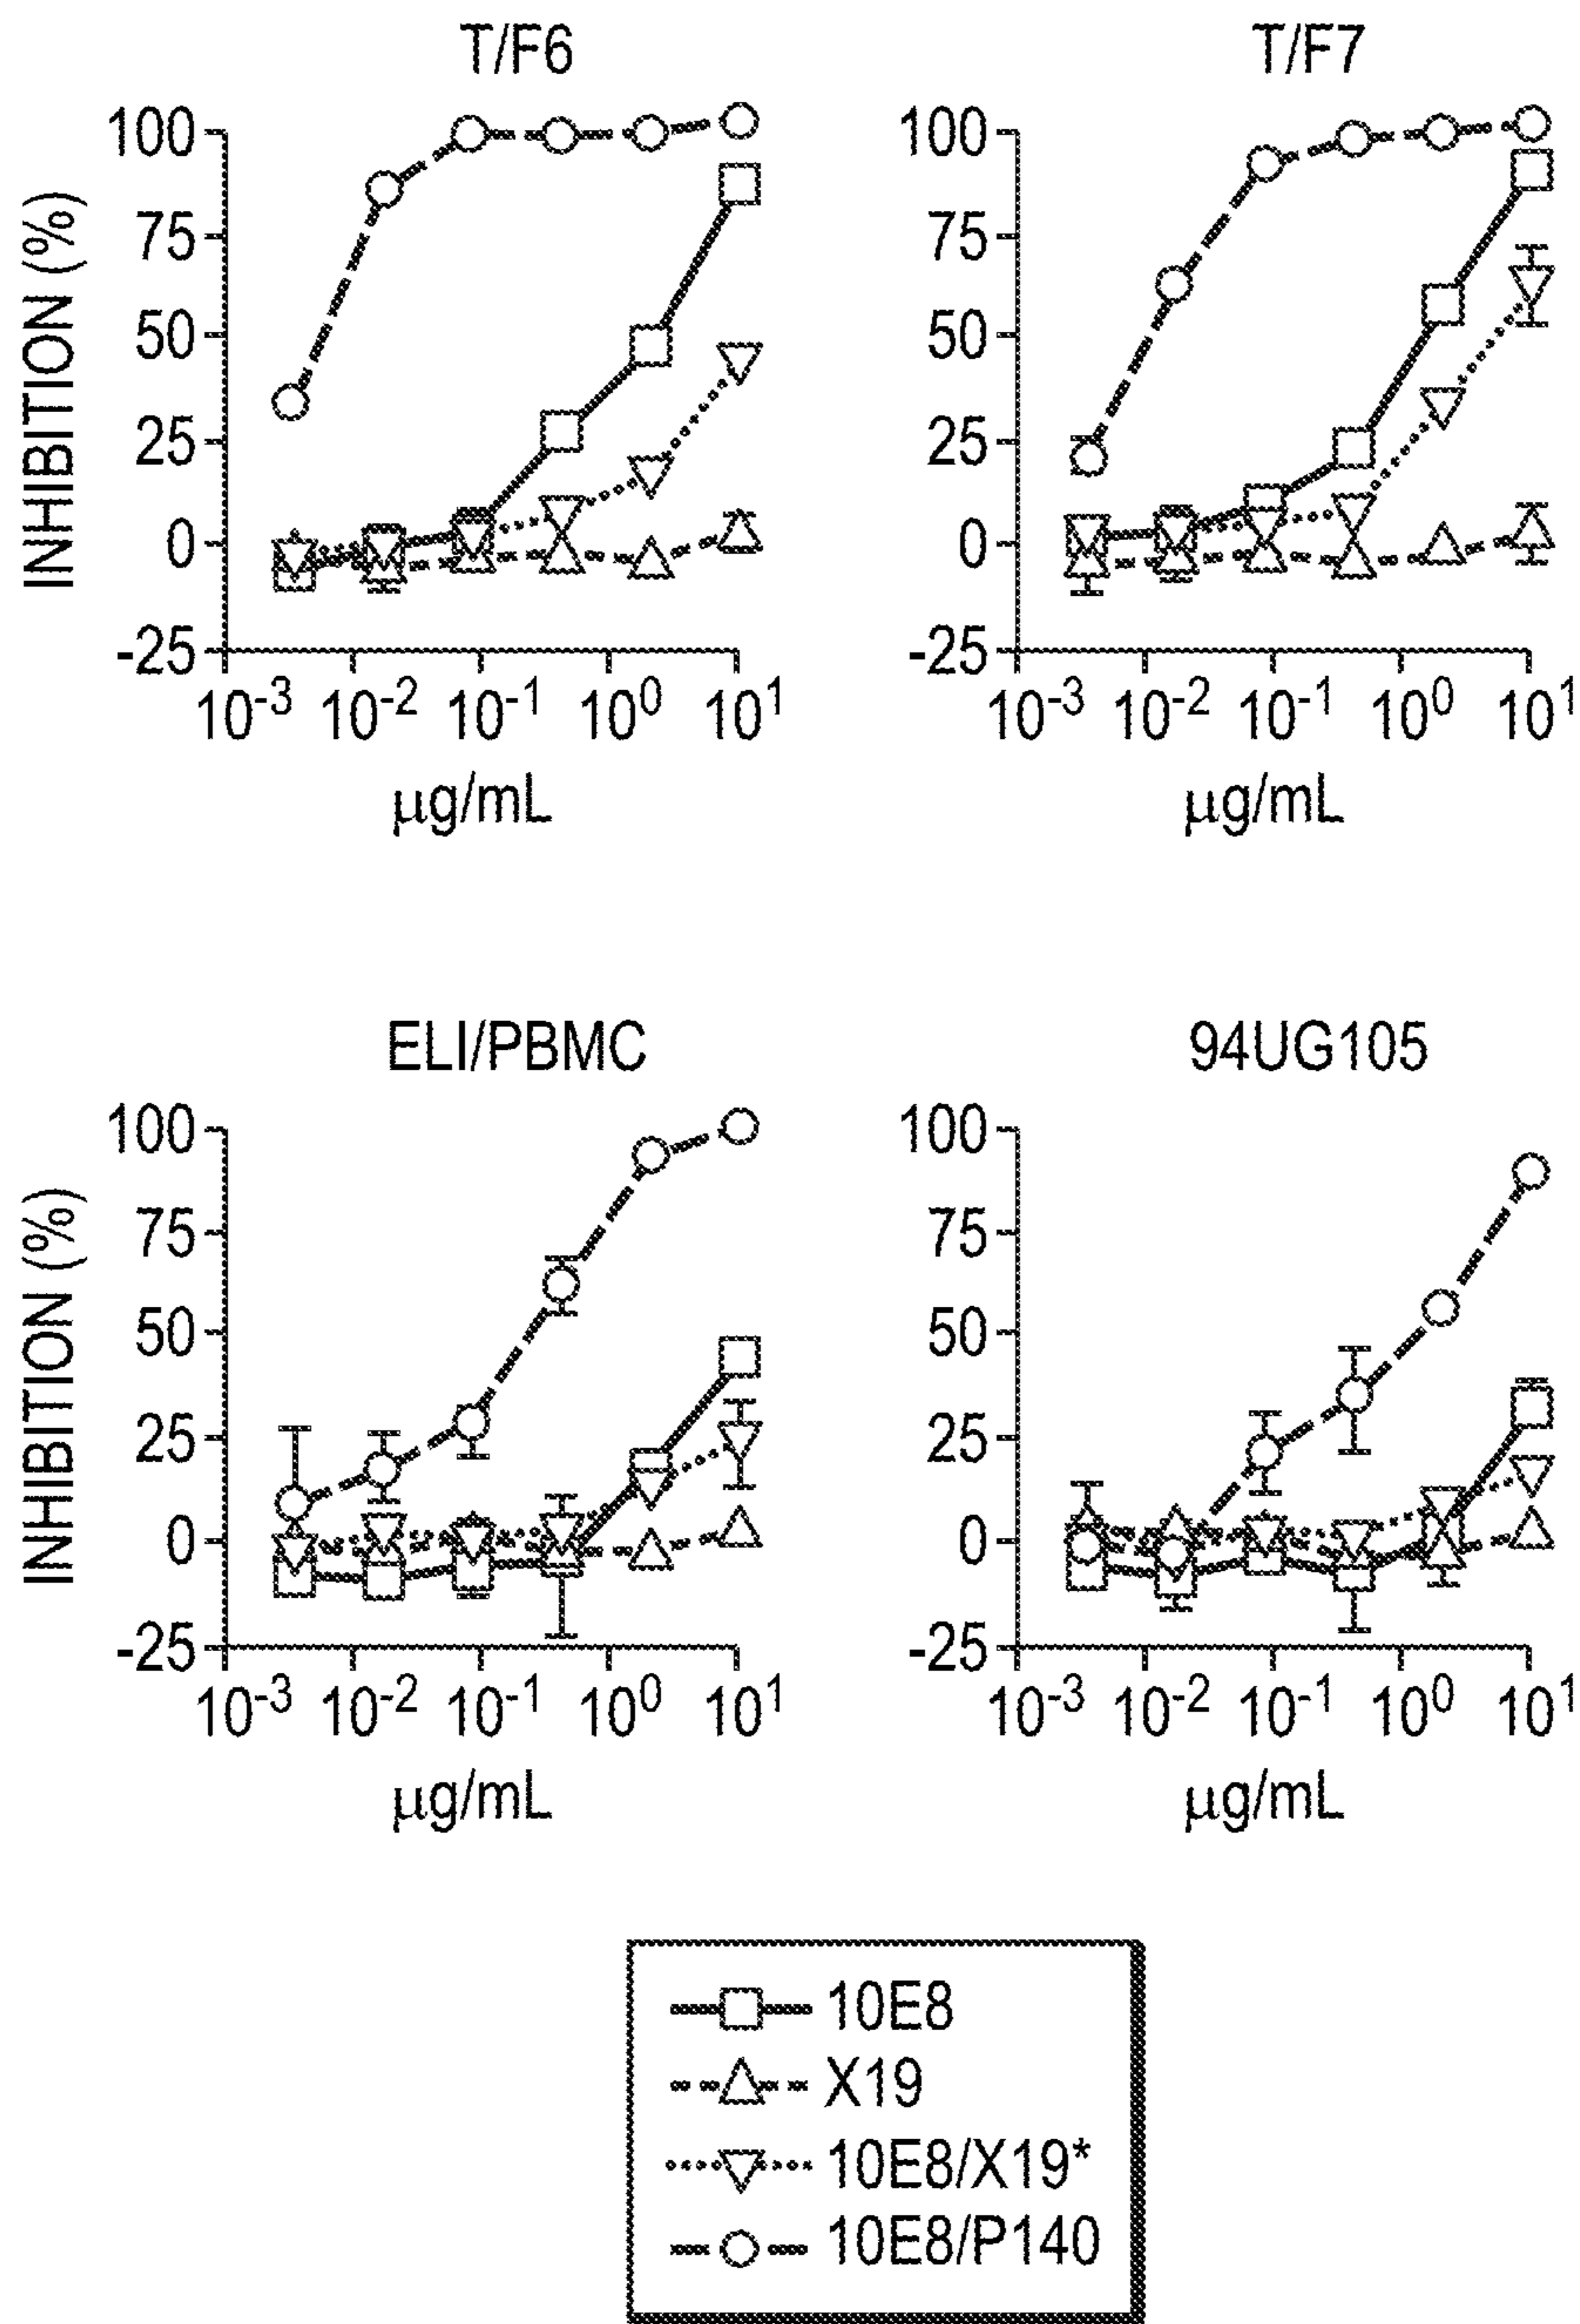 T/F6
T/F7
INHIBITION (%)
100
75
50
25
0
-25
10⁻³ 10⁻² 10⁻¹ 10⁰ 10¹
µg/mL
100
75
50
25
0
-25
10⁻³ 10⁻² 10⁻¹ 10⁰ 10¹
µg/mL
ELI/PBMC
94UG105
INHIBITION (%)
100
75
50
25
0
-25
10⁻³ 10⁻² 10⁻¹ 10⁰ 10¹
µg/mL
100
75
50
25
0
-25
10⁻³ 10⁻² 10⁻¹ 10⁰ 10¹
µg/mL
10E8
X19
10E8/X19*
10E8/P140